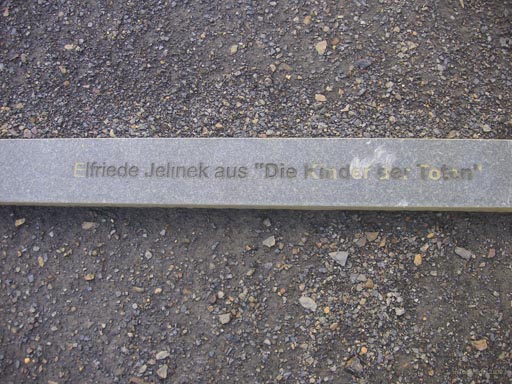 Elfriede Jelinek aus "Die Kinder der Toten"